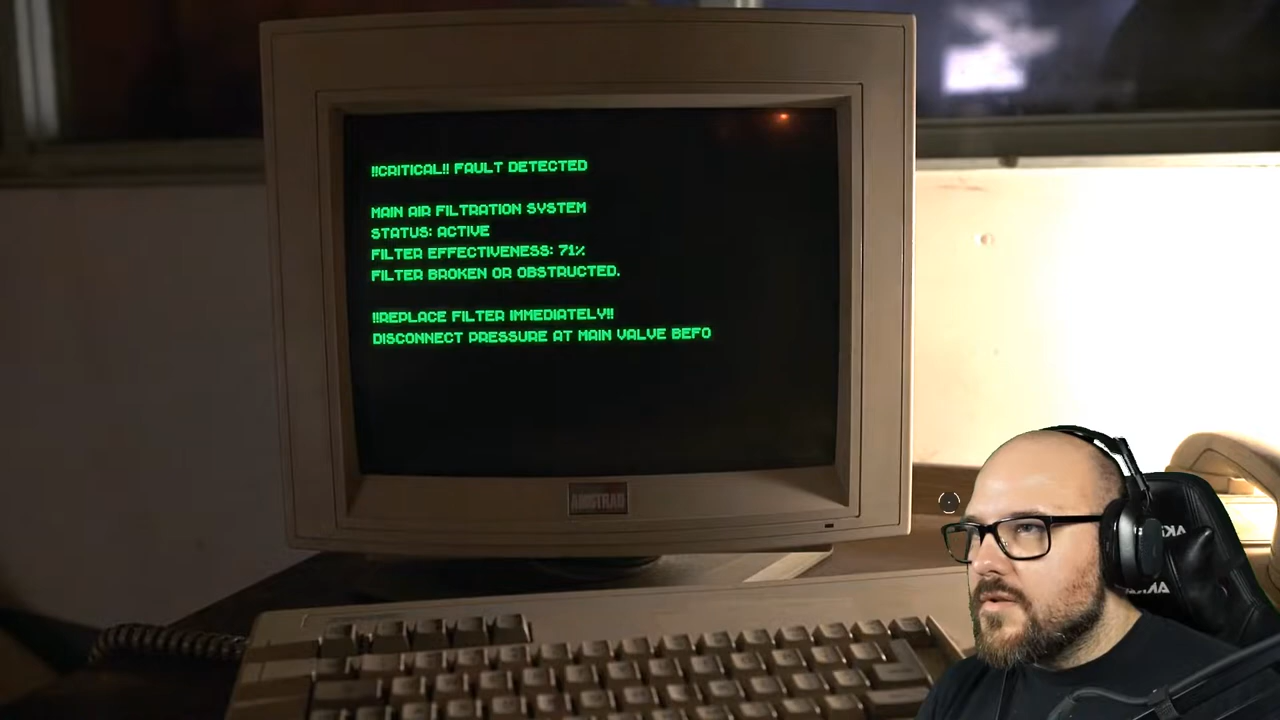 !!CRITICAL!! FAULT DETECTED
MAIN AIR FILTRATION SYSTEM
STATUS: ACTIVE
FILTER EFFECTIVENESS: 71%
FILTER BROKEN OR OBSTRUCTED.
!!REPLACE FILTER IMMEDIATELY!!
DISCONNECT PRESSURE AT MAIN VALVE BEFO
AMSTRAD